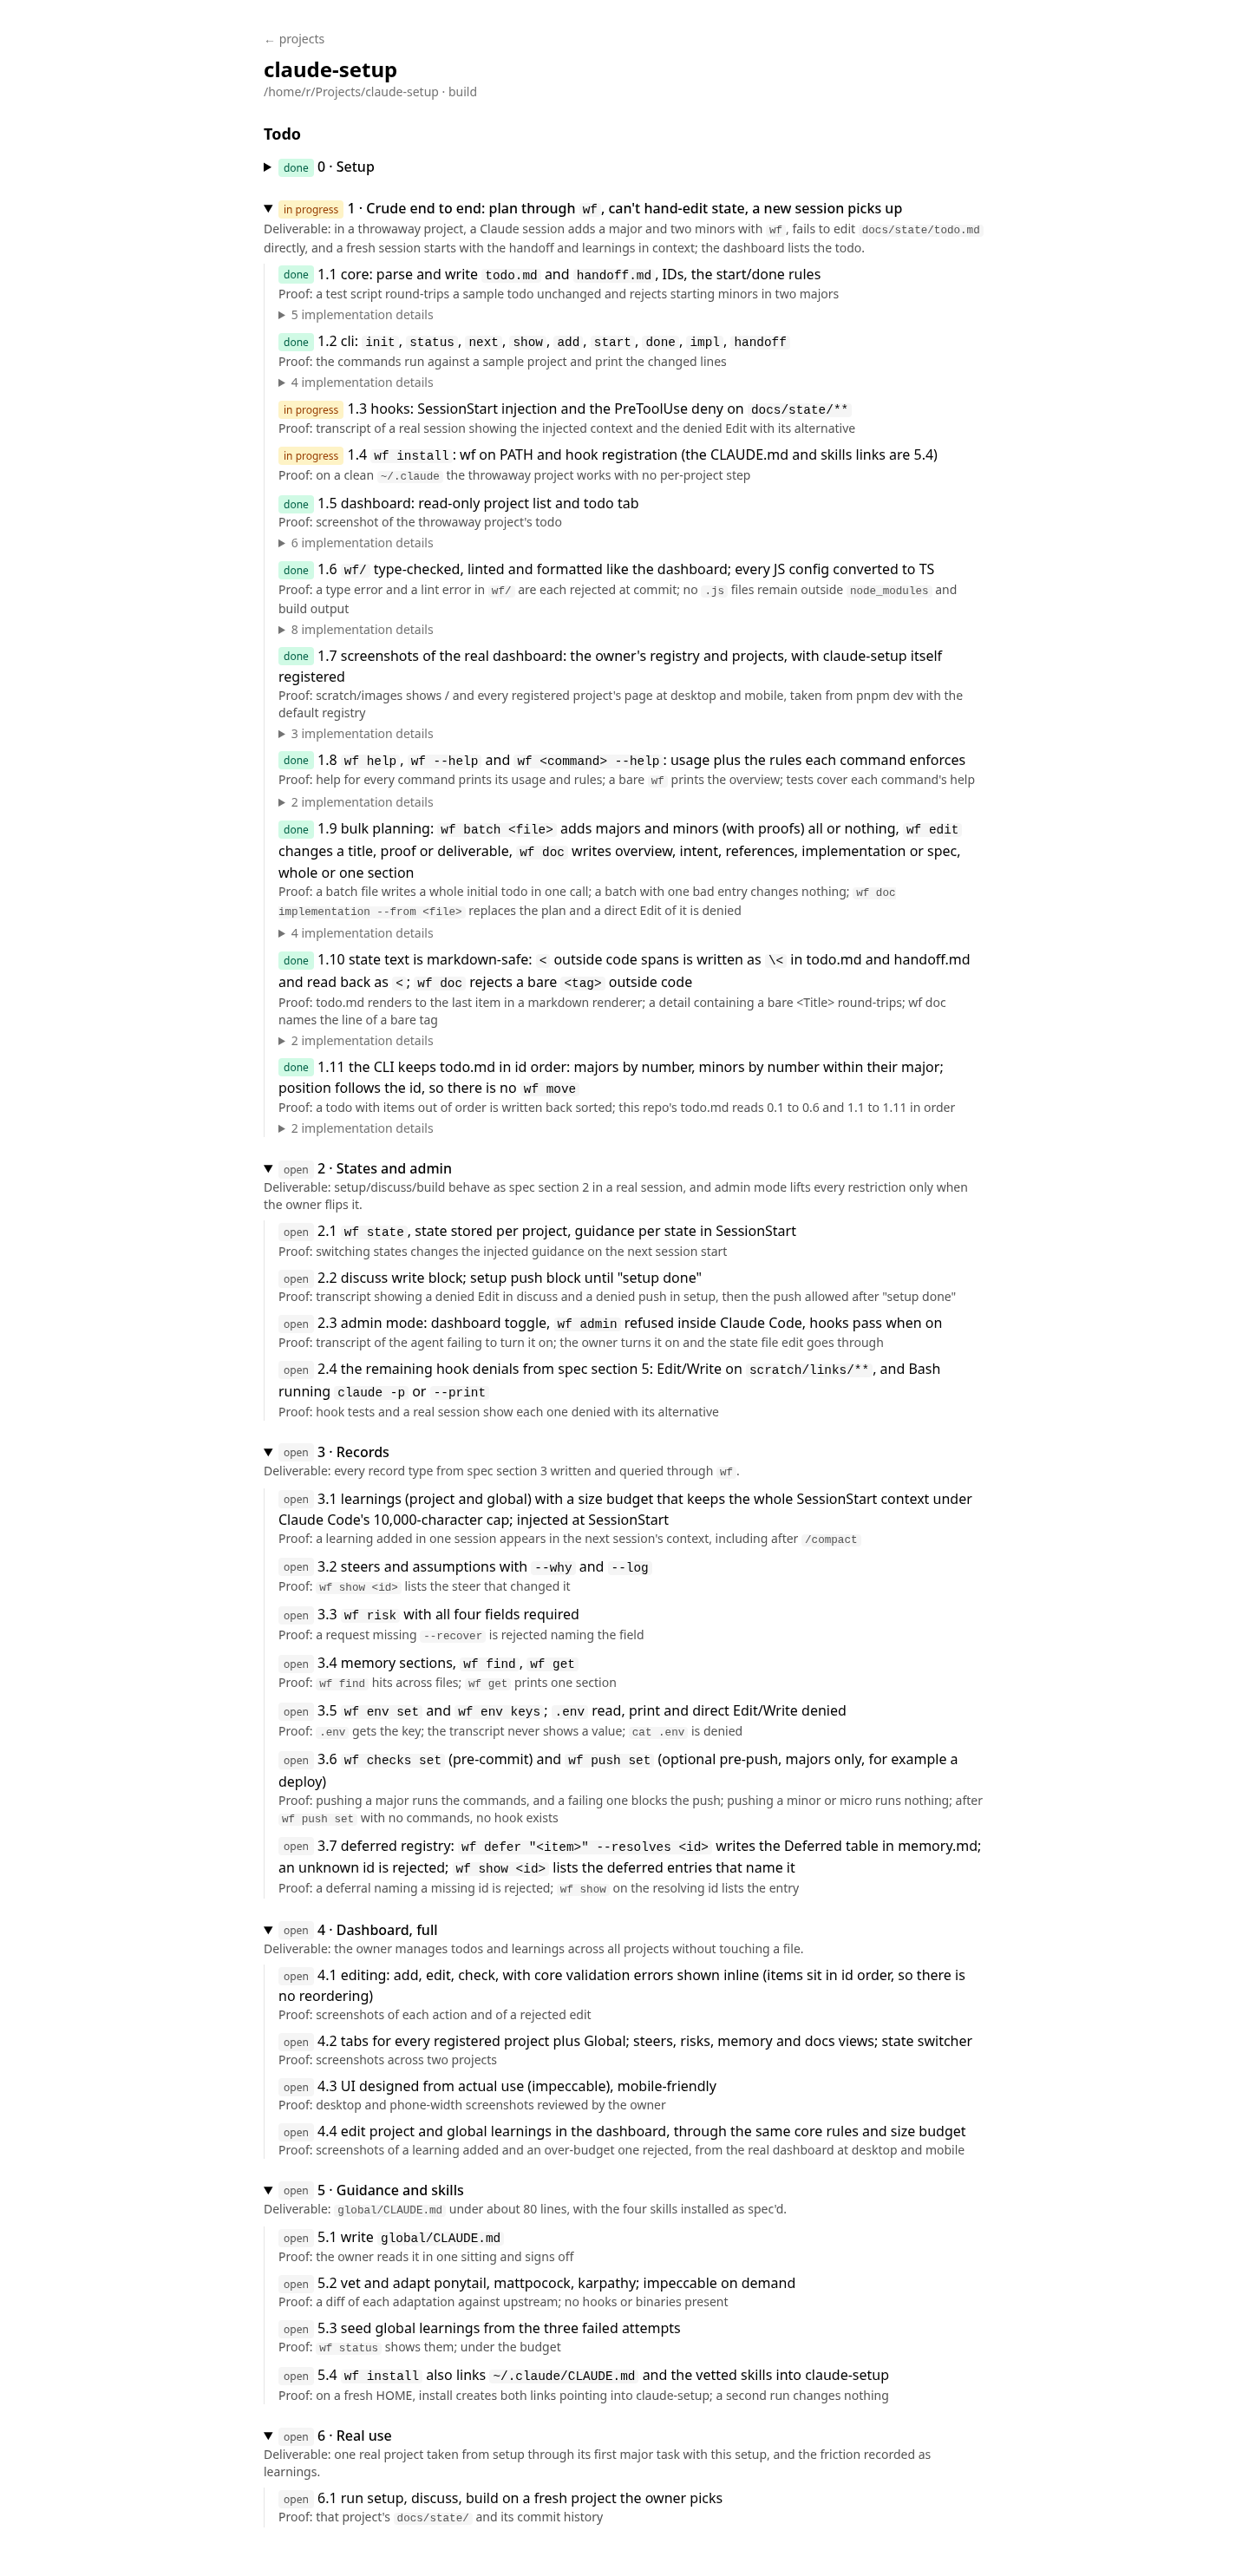 ← projects
claude-setup
/home/r/Projects/claude-setup · build
Todo
done 0 · Setup
in progress 1 · Crude end to end: plan through wf, can't hand-edit state, a new session picks up
Deliverable: in a throwaway project, a Claude session adds a major and two minors with wf, fails to edit docs/state/todo.md
directly, and a fresh session starts with the handoff and learnings in context; the dashboard lists the todo.
done 1.1 core: parse and write todo.md and handoff.md, IDs, the start/done rules
Proof: a test script round-trips a sample todo unchanged and rejects starting minors in two majors
5 implementation details
done 1.2 cli: init, status, next, show, add, start, done, impl, handoff
Proof: the commands run against a sample project and print the changed lines
4 implementation details
in progress 1.3 hooks: SessionStart injection and the PreToolUse deny on docs/state/**
Proof: transcript of a real session showing the injected context and the denied Edit with its alternative
in progress 1.4 wf install: wf on PATH and hook registration (the CLAUDE.md and skills links are 5.4)
Proof: on a clean ~/.claude the throwaway project works with no per-project step
done 1.5 dashboard: read-only project list and todo tab
Proof: screenshot of the throwaway project's todo
6 implementation details
done 1.6 wf/ type-checked, linted and formatted like the dashboard; every JS config converted to TS
Proof: a type error and a lint error in wf/ are each rejected at commit; no .js files remain outside node_modules and
build output
8 implementation details
done 1.7 screenshots of the real dashboard: the owner's registry and projects, with claude-setup itself
registered
Proof: scratch/images shows / and every registered project's page at desktop and mobile, taken from pnpm dev with the
default registry
3 implementation details
done 1.8 wf help, wf --help and wf <command> --help: usage plus the rules each command enforces
Proof: help for every command prints its usage and rules; a bare wf prints the overview; tests cover each command's help
2 implementation details
done 1.9 bulk planning: wf batch <file> adds majors and minors (with proofs) all or nothing, wf edit
changes a title, proof or deliverable, wf doc writes overview, intent, references, implementation or spec,
whole or one section
Proof: a batch file writes a whole initial todo in one call; a batch with one bad entry changes nothing; wf doc
implementation --from <file> replaces the plan and a direct Edit of it is denied
4 implementation details
done 1.10 state text is markdown-safe: < outside code spans is written as \< in todo.md and handoff.md
and read back as <; wf doc rejects a bare <tag> outside code
Proof: todo.md renders to the last item in a markdown renderer; a detail containing a bare <Title> round-trips; wf doc
names the line of a bare tag
2 implementation details
done 1.11 the CLI keeps todo.md in id order: majors by number, minors by number within their major;
position follows the id, so there is no wf move
Proof: a todo with items out of order is written back sorted; this repo's todo.md reads 0.1 to 0.6 and 1.1 to 1.11 in order
2 implementation details
open 2 · States and admin
Deliverable: setup/discuss/build behave as spec section 2 in a real session, and admin mode lifts every restriction only when
the owner flips it.
open 2.1 wf state, state stored per project, guidance per state in SessionStart
Proof: switching states changes the injected guidance on the next session start
open 2.2 discuss write block; setup push block until "setup done"
Proof: transcript showing a denied Edit in discuss and a denied push in setup, then the push allowed after "setup done"
open 2.3 admin mode: dashboard toggle, wf admin refused inside Claude Code, hooks pass when on
Proof: transcript of the agent failing to turn it on; the owner turns it on and the state file edit goes through
open 2.4 the remaining hook denials from spec section 5: Edit/Write on scratch/links/**, and Bash
running claude -p or --print
Proof: hook tests and a real session show each one denied with its alternative
open 3 · Records
Deliverable: every record type from spec section 3 written and queried through wf.
open 3.1 learnings (project and global) with a size budget that keeps the whole SessionStart context under
Claude Code's 10,000-character cap; injected at SessionStart
Proof: a learning added in one session appears in the next session's context, including after /compact
open 3.2 steers and assumptions with --why and --log
Proof: wf show <id> lists the steer that changed it
open 3.3 wf risk with all four fields required
Proof: a request missing --recover is rejected naming the field
open 3.4 memory sections, wf find, wf get
Proof: wf find hits across files; wf get prints one section
open 3.5 wf env set and wf env keys; .env read, print and direct Edit/Write denied
Proof: .env gets the key; the transcript never shows a value; cat .env is denied
open 3.6 wf checks set (pre-commit) and wf push set (optional pre-push, majors only, for example a
deploy)
Proof: pushing a major runs the commands, and a failing one blocks the push; pushing a minor or micro runs nothing; after
wf push set with no commands, no hook exists
open 3.7 deferred registry: wf defer "<item>" --resolves <id> writes the Deferred table in memory.md;
an unknown id is rejected; wf show <id> lists the deferred entries that name it
Proof: a deferral naming a missing id is rejected; wf show on the resolving id lists the entry
open 4 · Dashboard, full
Deliverable: the owner manages todos and learnings across all projects without touching a file.
open 4.1 editing: add, edit, check, with core validation errors shown inline (items sit in id order, so there is
no reordering)
Proof: screenshots of each action and of a rejected edit
open 4.2 tabs for every registered project plus Global; steers, risks, memory and docs views; state switcher
Proof: screenshots across two projects
open 4.3 UI designed from actual use (impeccable), mobile-friendly
Proof: desktop and phone-width screenshots reviewed by the owner
open 4.4 edit project and global learnings in the dashboard, through the same core rules and size budget
Proof: screenshots of a learning added and an over-budget one rejected, from the real dashboard at desktop and mobile
open 5 · Guidance and skills
Deliverable: global/CLAUDE.md under about 80 lines, with the four skills installed as spec'd.
open 5.1 write global/CLAUDE.md
Proof: the owner reads it in one sitting and signs off
open 5.2 vet and adapt ponytail, mattpocock, karpathy; impeccable on demand
Proof: a diff of each adaptation against upstream; no hooks or binaries present
open 5.3 seed global learnings from the three failed attempts
Proof: wf status shows them; under the budget
open 5.4 wf install also links ~/.claude/CLAUDE.md and the vetted skills into claude-setup
Proof: on a fresh HOME, install creates both links pointing into claude-setup; a second run changes nothing
open 6 · Real use
Deliverable: one real project taken from setup through its first major task with this setup, and the friction recorded as
learnings.
open 6.1 run setup, discuss, build on a fresh project the owner picks
Proof: that project's docs/state/ and its commit history